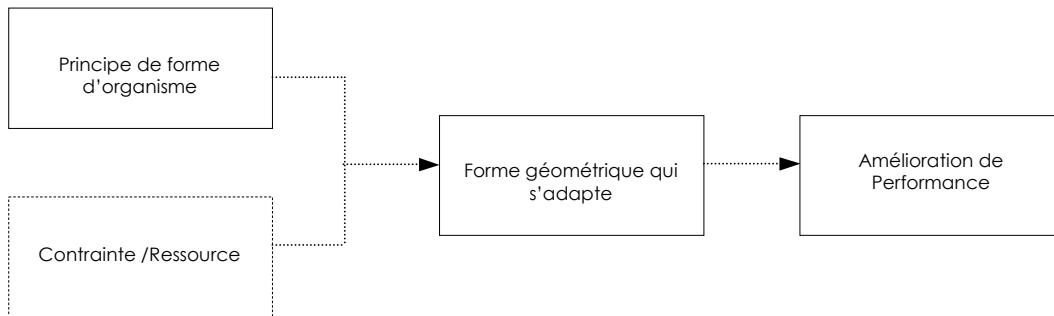 Principe de forme
d’organisme
Contrainte /Ressource
Forme géométrique qui
s’adapte
Amélioration de
Performance